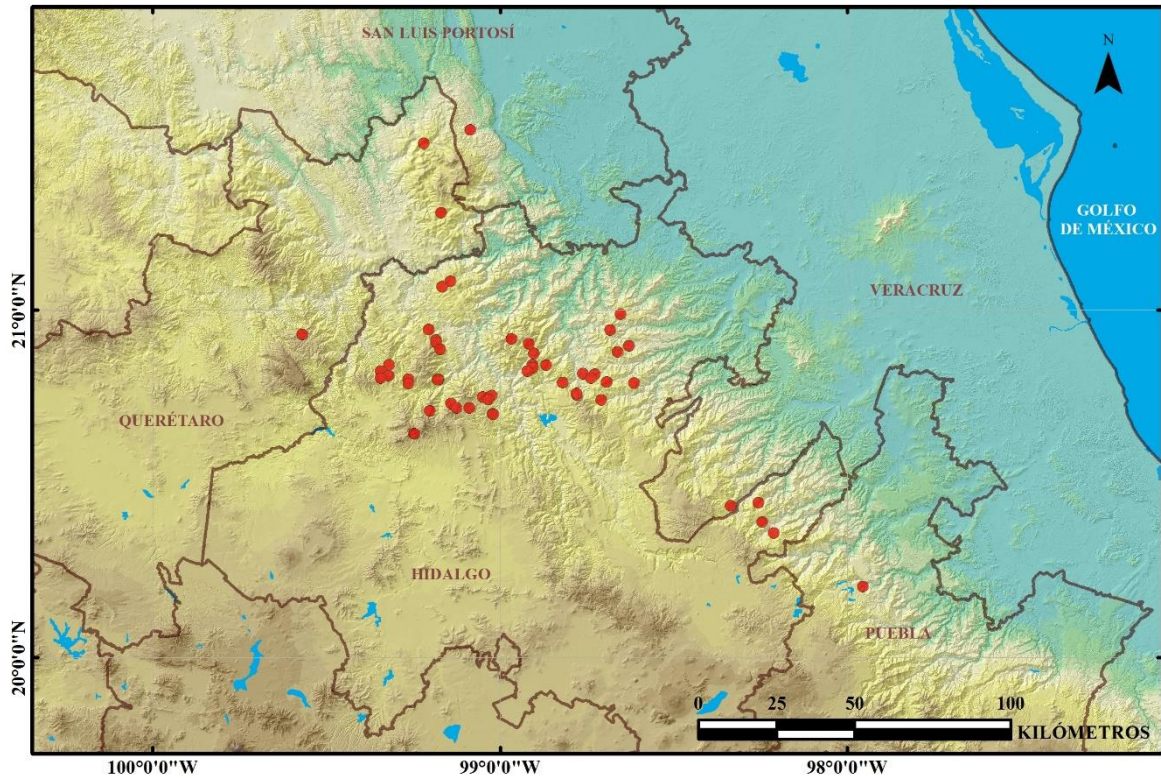 SAN LUIS PORTOSÍ
N
GOLFO
DE MÉXICO
VERACRUZ
21°0'0"N
QUERÉTARO
HIDALGO
PUEBLA
20°0'0"N
0 25 50 100
KILÓMETROS
100°0'0"W 99°0'0"W 98°0'0"W